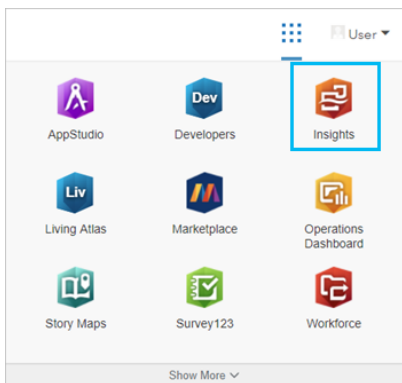 User
AppStudio
Dev
Developers
Insights
Liv
Living Atlas
Marketplace
Operations
Dashboard
Story Maps
Survey123
Workforce
Show More